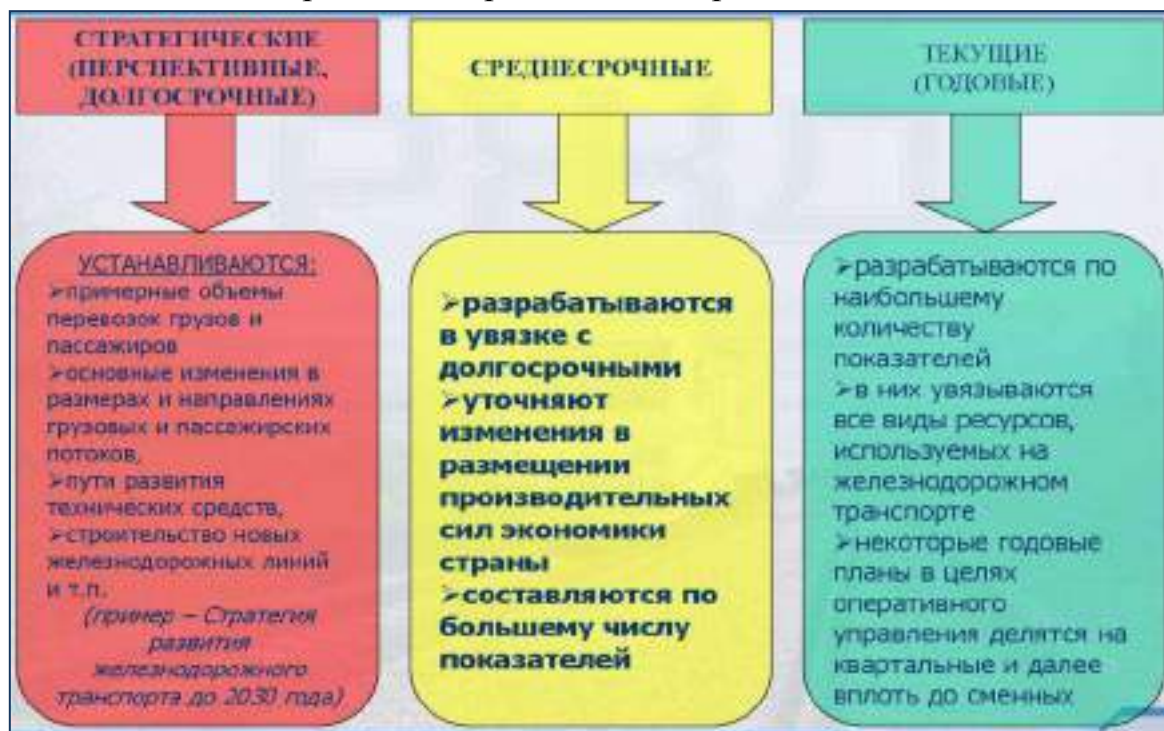 СТРАТЕГИЧЕСКИЕ
(ПЕРСПЕКТИВНЫЕ,
ДОЛГОСРОЧНЫЕ)
УСТАНАВЛИВАЮТСЯ:
➢примерные объемы
перевозок грузов и
пассажиров
➢основные изменения в
размерах и направлениях
грузовых и пассажирских
потоков,
➢пути развития
технических средств,
➢строительство новых
железнодорожных линий
и т.п.
(пример – Стратегия
развития
железнодорожного
транспорта до 2030 года)
СРЕДНЕСРОЧНЫЕ
➢разрабатываются
в увязке с
долгосрочными
➢уточняют
изменения в
размещении
производительных
сил экономики
страны
➢составляются по
большему числу
показателей
ТЕКУЩИЕ
(ГОДОВЫЕ)
➢разрабатываются по
наибольшему
количеству
показателей
➢в них увязываются
все виды ресурсов,
используемых на
железнодорожном
транспорте
➢некоторые годовые
планы в целях
оперативного
управления делятся на
квартальные и далее
вплоть до сменных